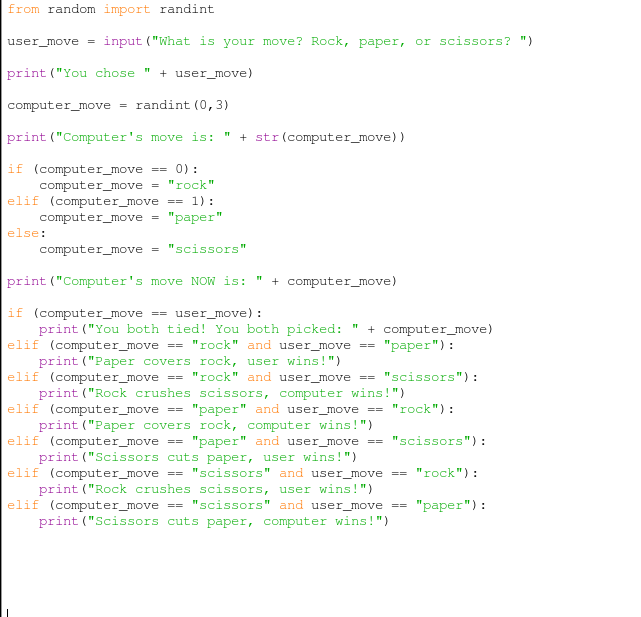 from random import randint
user_move = input("What is your move? Rock, paper, or scissors? ")
print("You chose " + user_move)
computer_move = randint(0,3)
print("Computer's move is: " + str(computer_move))
if (computer_move == 0):
    computer_move = "rock"
elif (computer_move == 1):
    computer_move = "paper"
else:
    computer_move = "scissors"
print("Computer's move NOW is: " + computer_move)
if (computer_move == user_move):
    print("You both tied! You both picked: " + computer_move)
elif (computer_move == "rock" and user_move == "paper"):
    print("Paper covers rock, user wins!")
elif (computer_move == "rock" and user_move == "scissors"):
    print("Rock crushes scissors, computer wins!")
elif (computer_move == "paper" and user_move == "rock"):
    print("Paper covers rock, computer wins!")
elif (computer_move == "paper" and user_move == "scissors"):
    print("Scissors cuts paper, user wins!")
elif (computer_move == "scissors" and user_move == "rock"):
    print("Rock crushes scissors, user wins!")
elif (computer_move == "scissors" and user_move == "paper"):
    print("Scissors cuts paper, computer wins!")